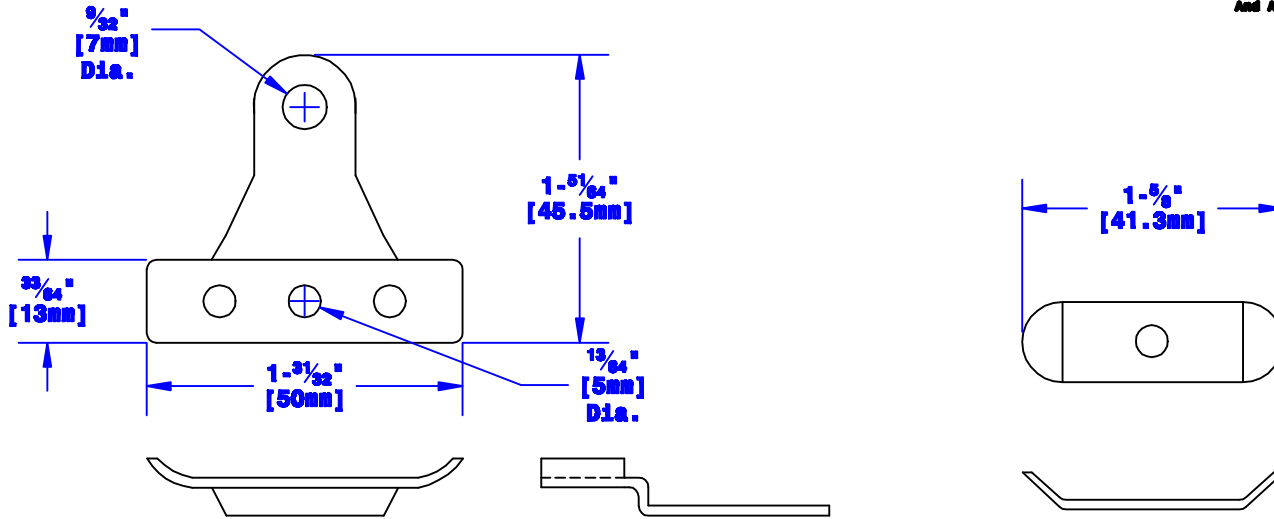 And A
9/32"
[7mm]
Dia.
1-51/64"
[45.5mm]
1-5/8"
[41.3mm]
33/64"
[13mm]
1-31/32"
[50mm]
13/64"
[5mm]
Dia.